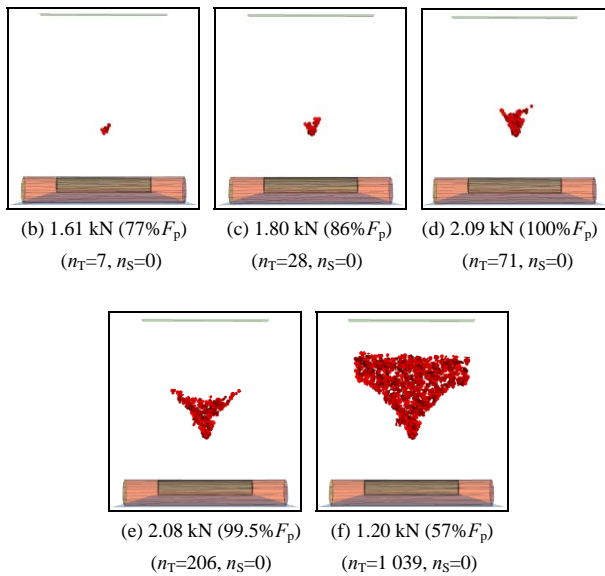 (b) 1.61 kN (77%Fp)
(nT=7, nS=0)
(c) 1.80 kN (86%Fp)
(nT=28, nS=0)
(d) 2.09 kN (100%Fp)
(nT=71, nS=0)
(e) 2.08 kN (99.5%Fp)
(nT=206, nS=0)
(f) 1.20 kN (57%Fp)
(nT=1 039, nS=0)